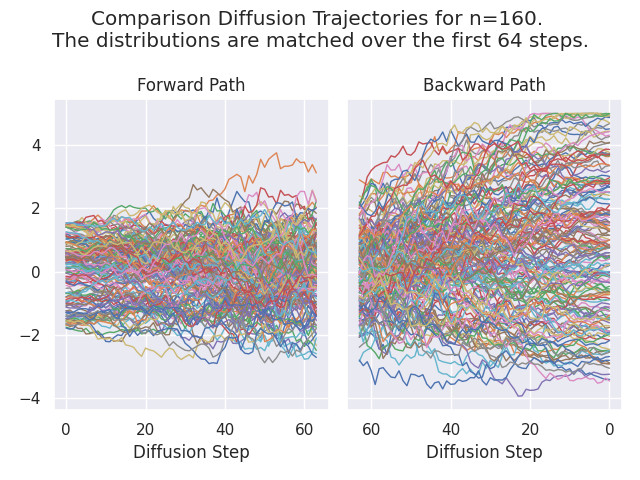 Comparison Diffusion Trajectories for n=160.
The distributions are matched over the first 64 steps.
Forward Path
Backward Path
4
2
0
−2
−4
0 20 40 60
60 40 20 0
Diffusion Step
Diffusion Step